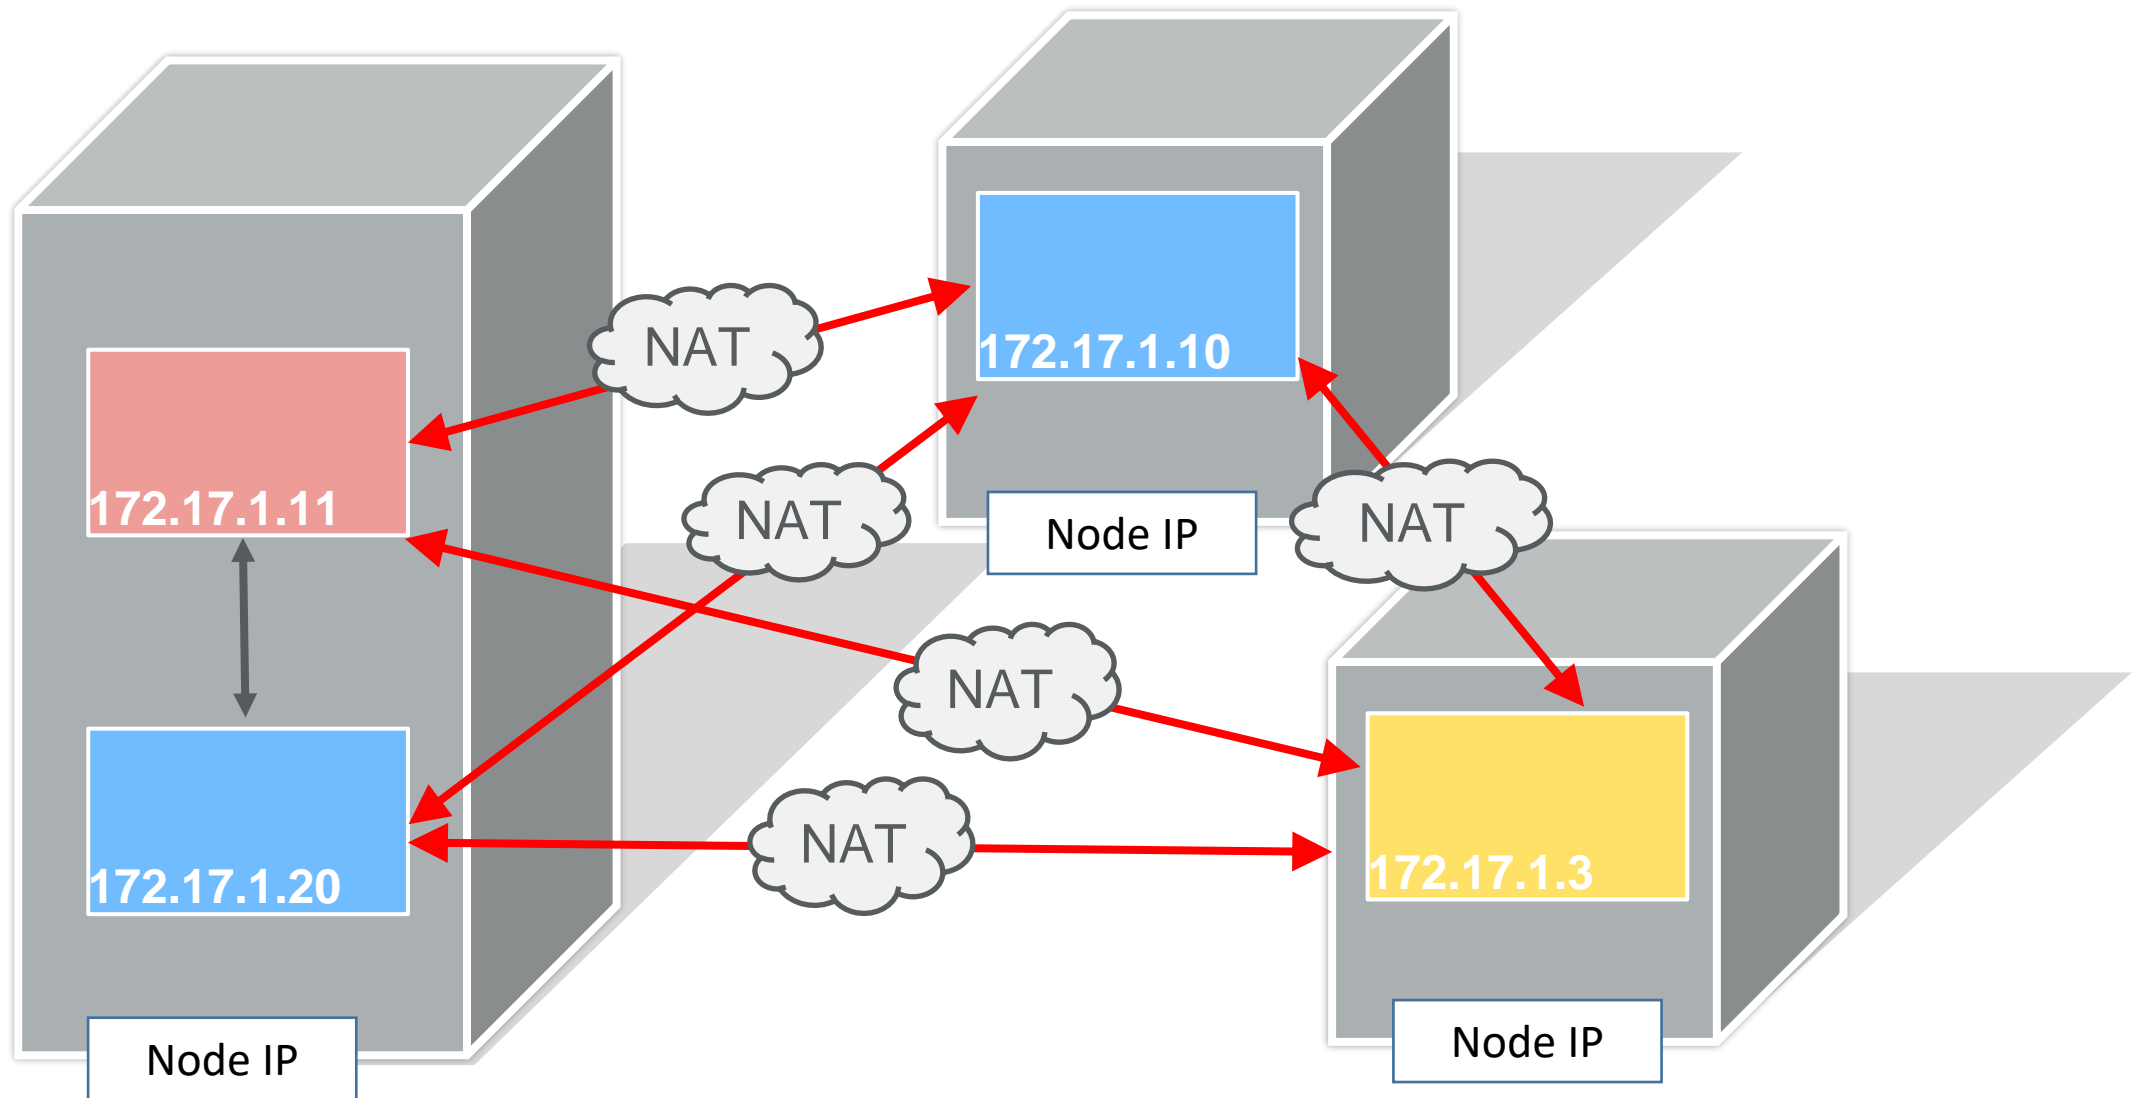 NAT
172.17.1.10
172.17.1.11
NAT
NAT
Node IP
NAT
NAT
172.17.1.20
172.17.1.3
Node IP
Node IP